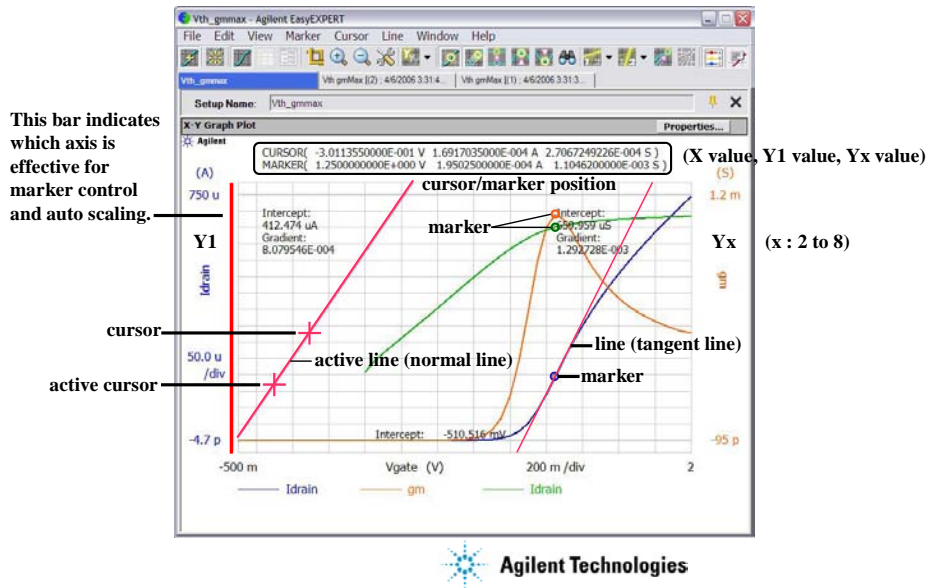 Vth_gmmax - Agilent EasyEXPERT
File Edit View Marker Cursor Line Window Help
Vth_gmmax
Vth gmMax [(2) ; 4/6/2006 3:31:4...
Vth gmMax [(1) ; 4/6/2006 3:31:3...
Setup Name: Vth_gmmax
X-Y Graph Plot
Properties...
Agilent
CURSOR( -3.0113550000E-001 V 1.6917035000E-004 A 2.7067249226E-004 S )
MARKER( 1.2500000000E+000 V 1.9502500000E-004 A 1.1046200000E-003 S )
(X value, Y1 value, Yx value)
This bar indicates
which axis is
effective for
marker control
and auto scaling.
cursor/marker position
(A)
(S)
750 u
1.2 m
Intercept:
412.474 uA
Gradient:
8.079546E-004
marker
Intercept:
uS
Gradient:
1.292728E-003
Y1
Yx
(x : 2 to 8)
Idrain
gm
cursor
active line (normal line)
line (tangent line)
50.0 u
/div
active cursor
marker
-4.7 p
Intercept: -510.516 mV
-95 p
-500 m
Vgate (V)
200 m /div
2
Idrain
gm
Idrain
Agilent Technologies